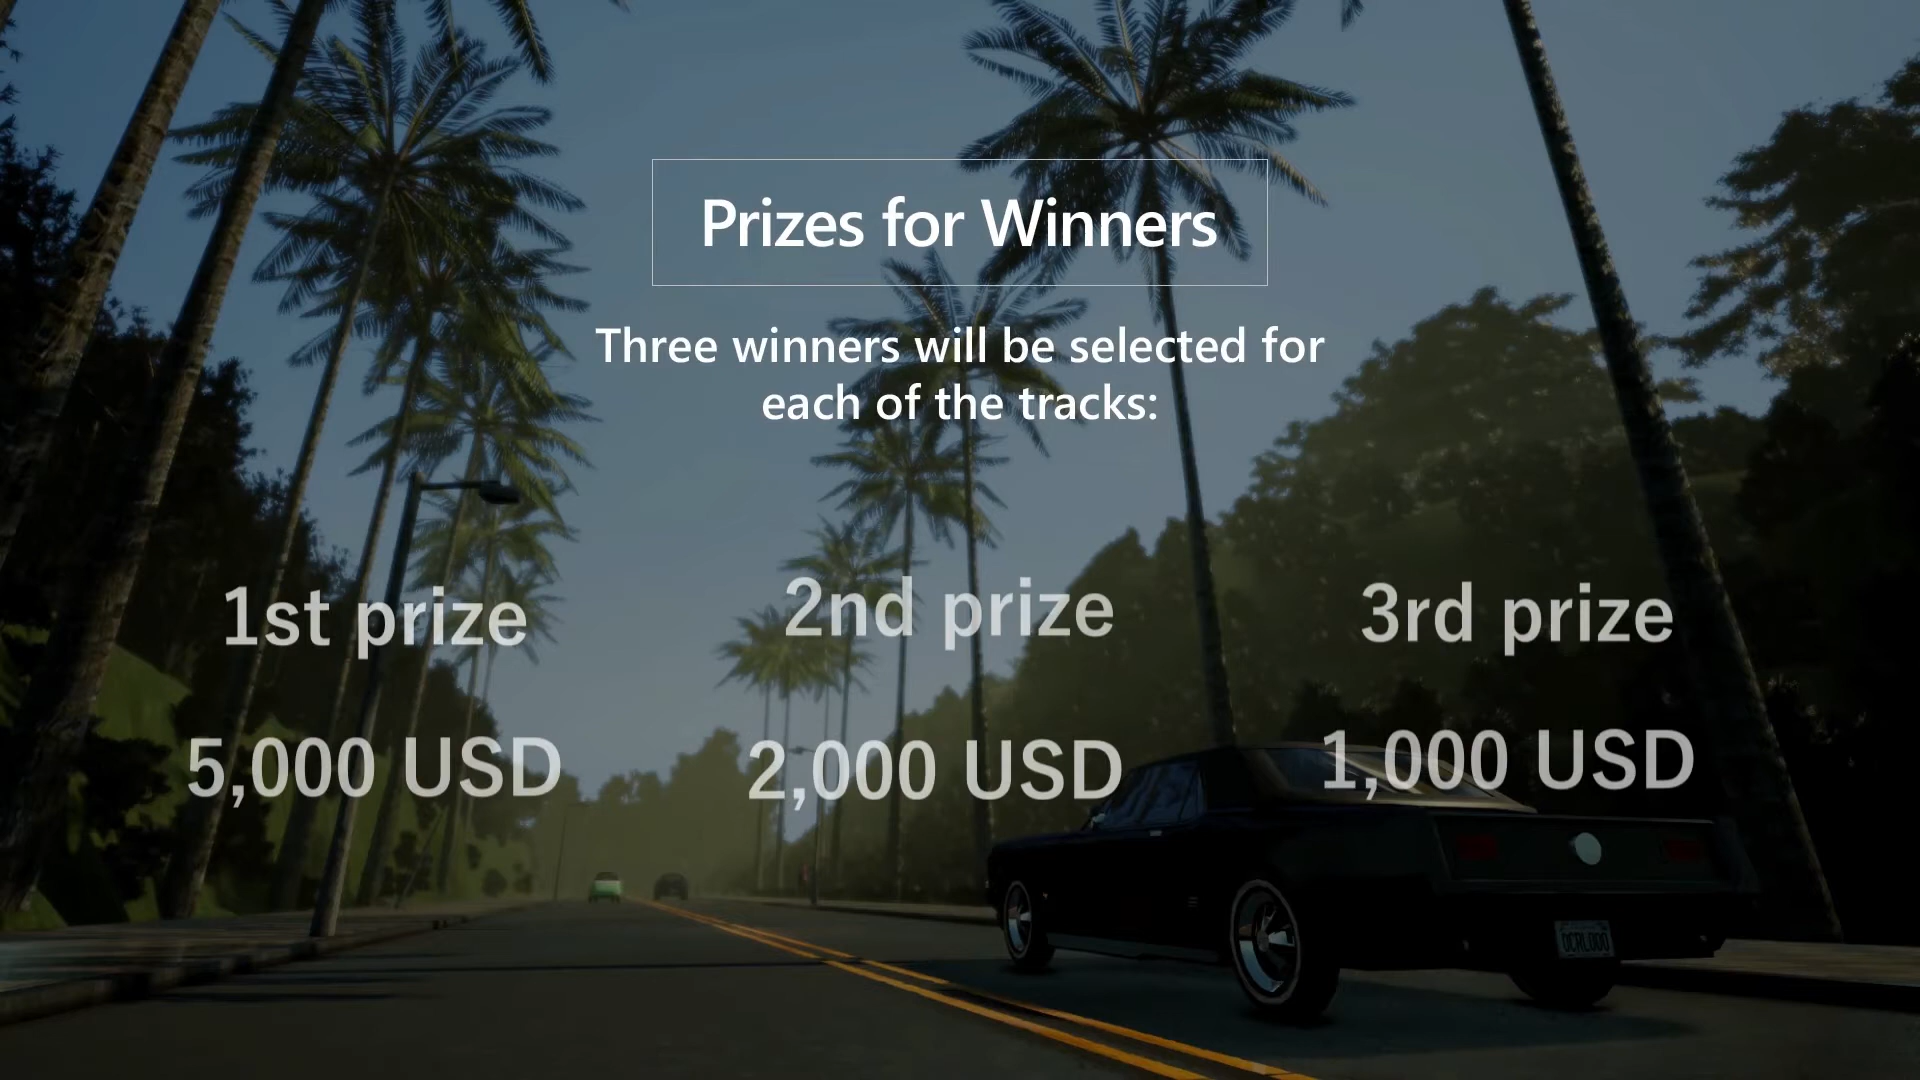 Prizes for Winners
Three winners will be selected for
each of the tracks:
1st prize
2nd prize
3rd prize
5,000 USD
2,000 USD
1,000 USD